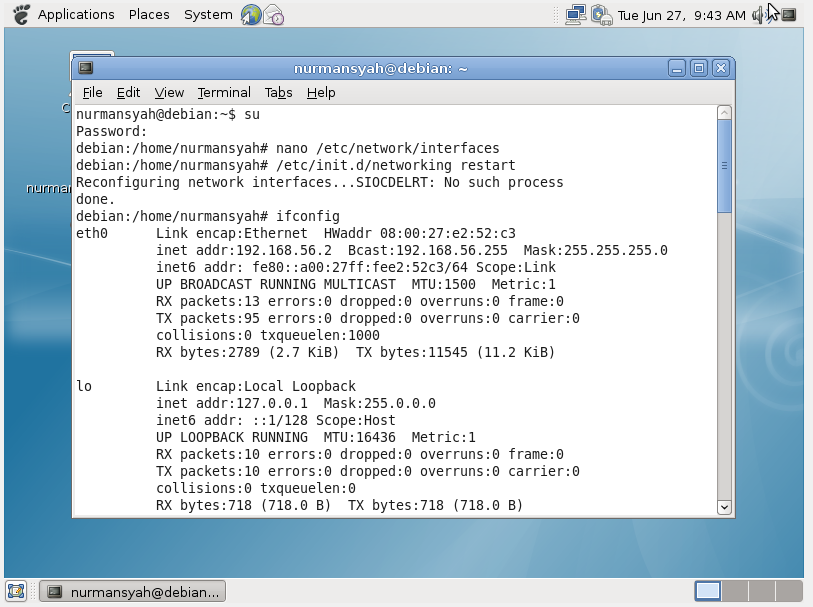 Applications Places System Tue Jun 27, 9:43 AM
nurmansyah@debian: ~
File Edit View Terminal Tabs Help
nurmansyah@debian:~$ su
Password:
debian:/home/nurmansyah# nano /etc/network/interfaces
debian:/home/nurmansyah# /etc/init.d/networking restart
Reconfiguring network interfaces...SIOCDELRT: No such process
done.
debian:/home/nurmansyah# ifconfig
eth0      Link encap:Ethernet  HWaddr 08:00:27:e2:52:c3
          inet addr:192.168.56.2  Bcast:192.168.56.255  Mask:255.255.255.0
          inet6 addr: fe80::a00:27ff:fee2:52c3/64 Scope:Link
          UP BROADCAST RUNNING MULTICAST  MTU:1500  Metric:1
          RX packets:13 errors:0 dropped:0 overruns:0 frame:0
          TX packets:95 errors:0 dropped:0 overruns:0 carrier:0
          collisions:0 txqueuelen:1000
          RX bytes:2789 (2.7 KiB)  TX bytes:11545 (11.2 KiB)

lo        Link encap:Local Loopback
          inet addr:127.0.0.1  Mask:255.0.0.0
          inet6 addr: ::1/128 Scope:Host
          UP LOOPBACK RUNNING  MTU:16436  Metric:1
          RX packets:10 errors:0 dropped:0 overruns:0 frame:0
          TX packets:10 errors:0 dropped:0 overruns:0 carrier:0
          collisions:0 txqueuelen:0
          RX bytes:718 (718.0 B)  TX bytes:718 (718.0 B)
nurmansyah@debian...